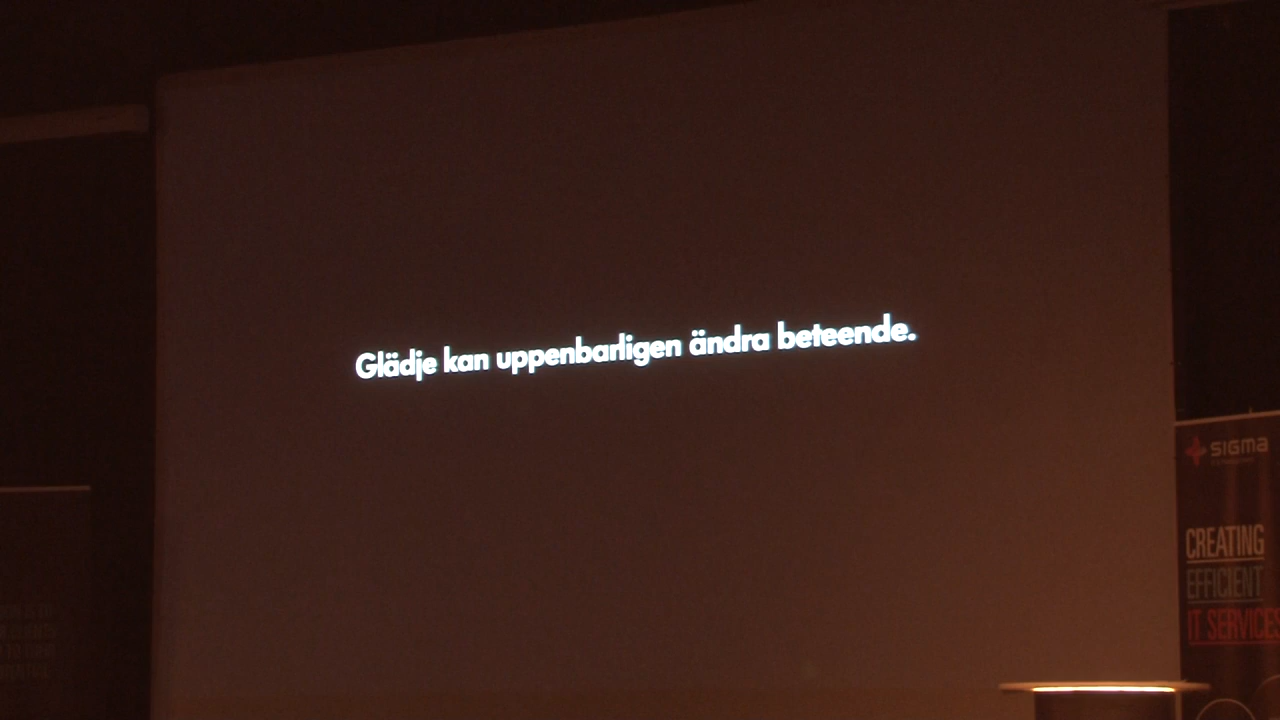 Glädje kan uppenbarligen ändra beteende.
SIGMA
CREATING
EFFICIENT
IT SERVICES